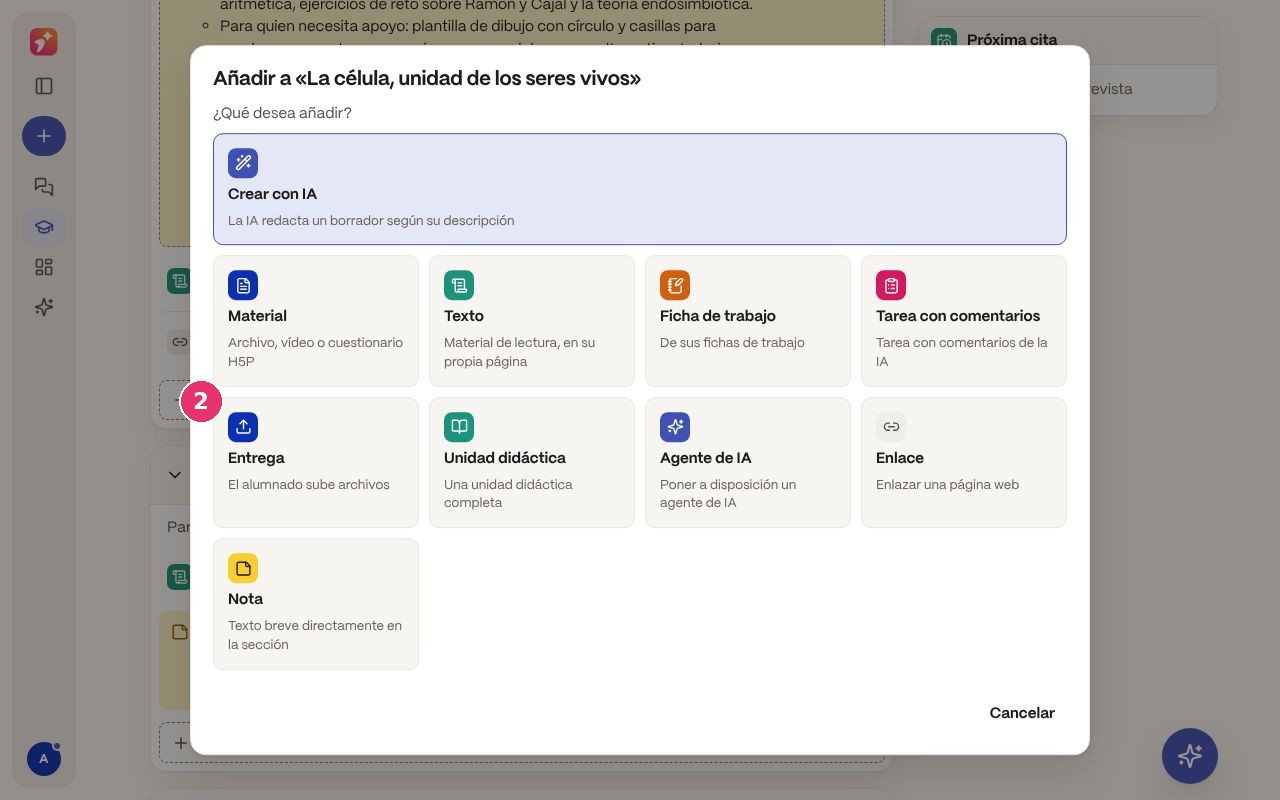 aritmética, ejercicios de reto sobre Ramón y Cajal y la teoría endosimbiótica.
Para quien necesita apoyo: plantilla de dibujo con círculo y casillas para
Próxima cita
Añadir a «La célula, unidad de los seres vivos»
¿Qué desea añadir?
Crear con IA
La IA redacta un borrador según su descripción
Material
Archivo, vídeo o cuestionario
H5P
Texto
Material de lectura, en su
propia página
Ficha de trabajo
De sus fichas de trabajo
Tarea con comentarios
Tarea con comentarios de la
IA
2
Entrega
El alumnado sube archivos
Unidad didáctica
Una unidad didáctica
completa
Agente de IA
Poner a disposición un
agente de IA
Enlace
Enlazar una página web
Nota
Texto breve directamente en
la sección
Cancelar
A